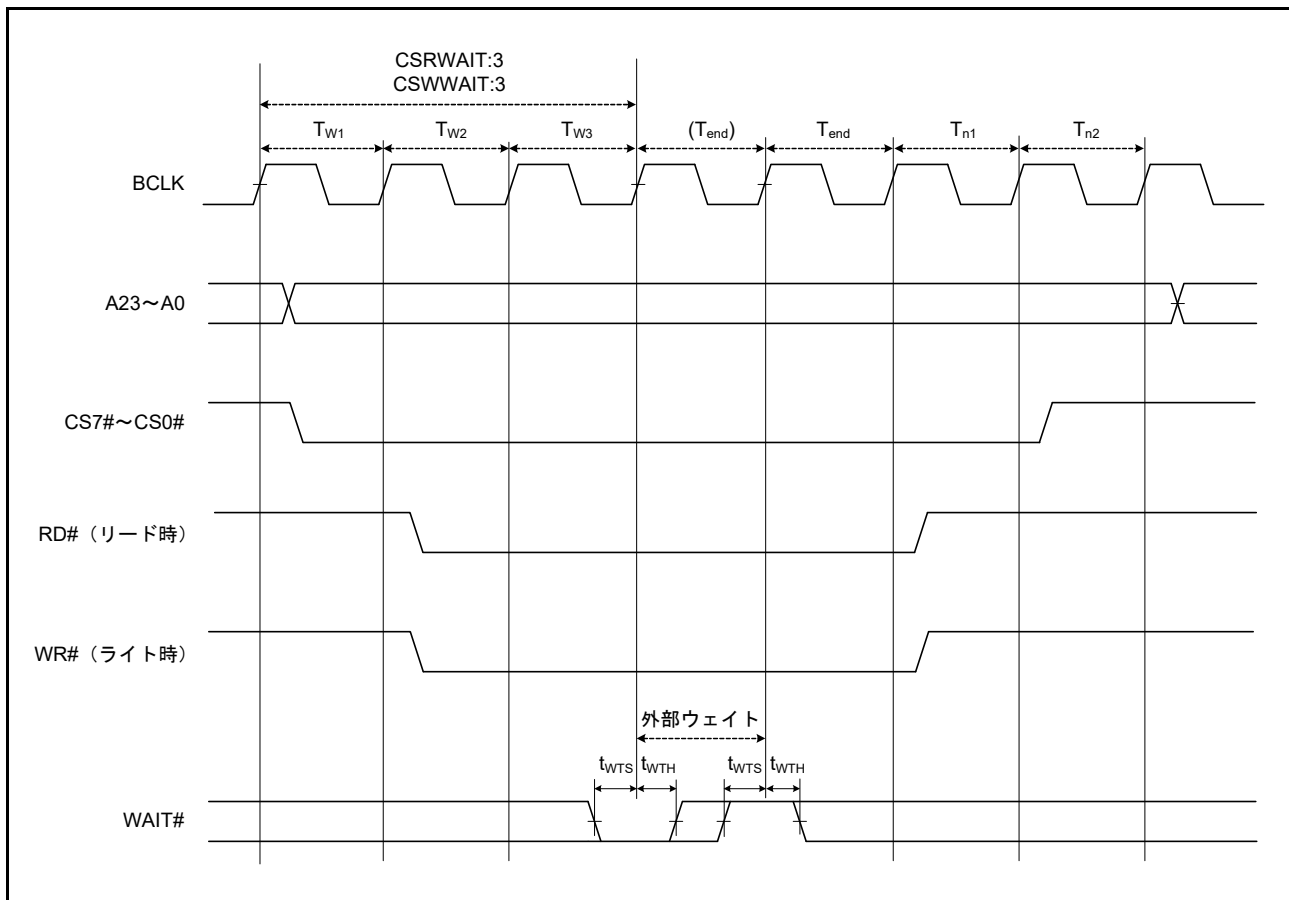 CSRWAIT:3
CSWWAIT:3
TW1 TW2 TW3 (Tend) Tend Tn1 Tn2
BCLK
A23～A0
CS7#～CS0#
RD#（リード時）
WR#（ライト時）
外部ウェイト
tWTS tWTH tWTS tWTH
WAIT#